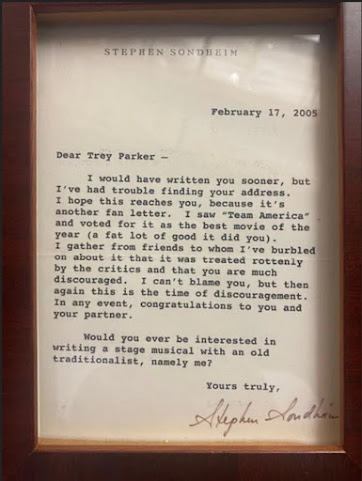 STEPHEN SONDHEIM
February 17, 2005
Dear Trey Parker —
I would have written you sooner, but
I've had trouble finding your address.
I hope this reaches you, because it's
another fan letter. I saw "Team America"
and voted for it as the best movie of the
year (a fat lot of good it did you).
I gather from friends to whom I've burbled
on about it that it was treated rottenly
by the critics and that you are much
discouraged. I can't blame you, but then
again this is the time of discouragement.
In any event, congratulations to you and
your partner.
Would you ever be interested in
writing a stage musical with an old
traditionalist, namely me?
Yours truly,
Stephen Sondheim